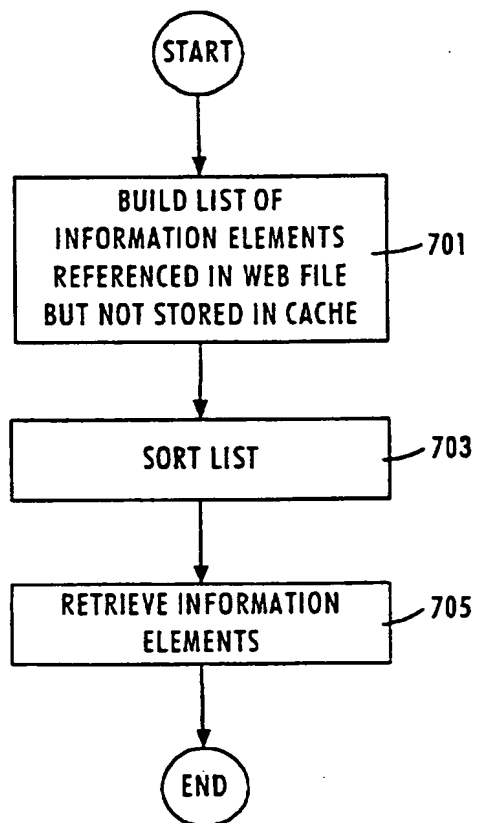 START
BUILD LIST OF
INFORMATION ELEMENTS
REFERENCED IN WEB FILE
BUT NOT STORED IN CACHE
701
SORT LIST
703
RETRIEVE INFORMATION
ELEMENTS
705
END